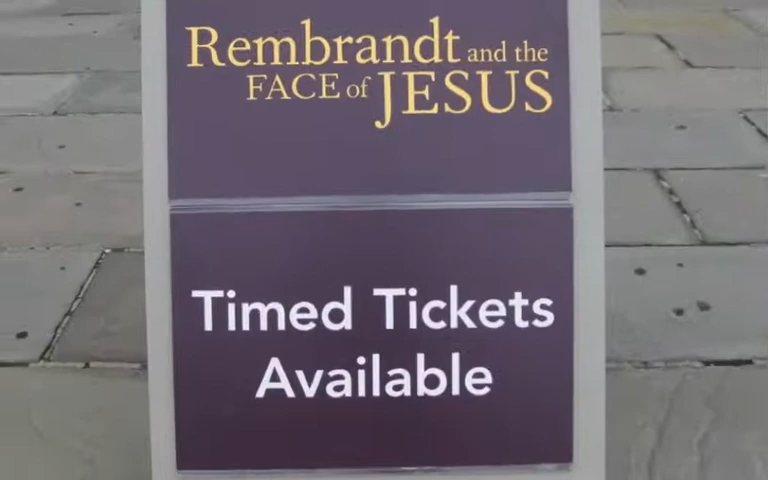 Rembrandt and the
FACE of JESUS
Timed Tickets
Available